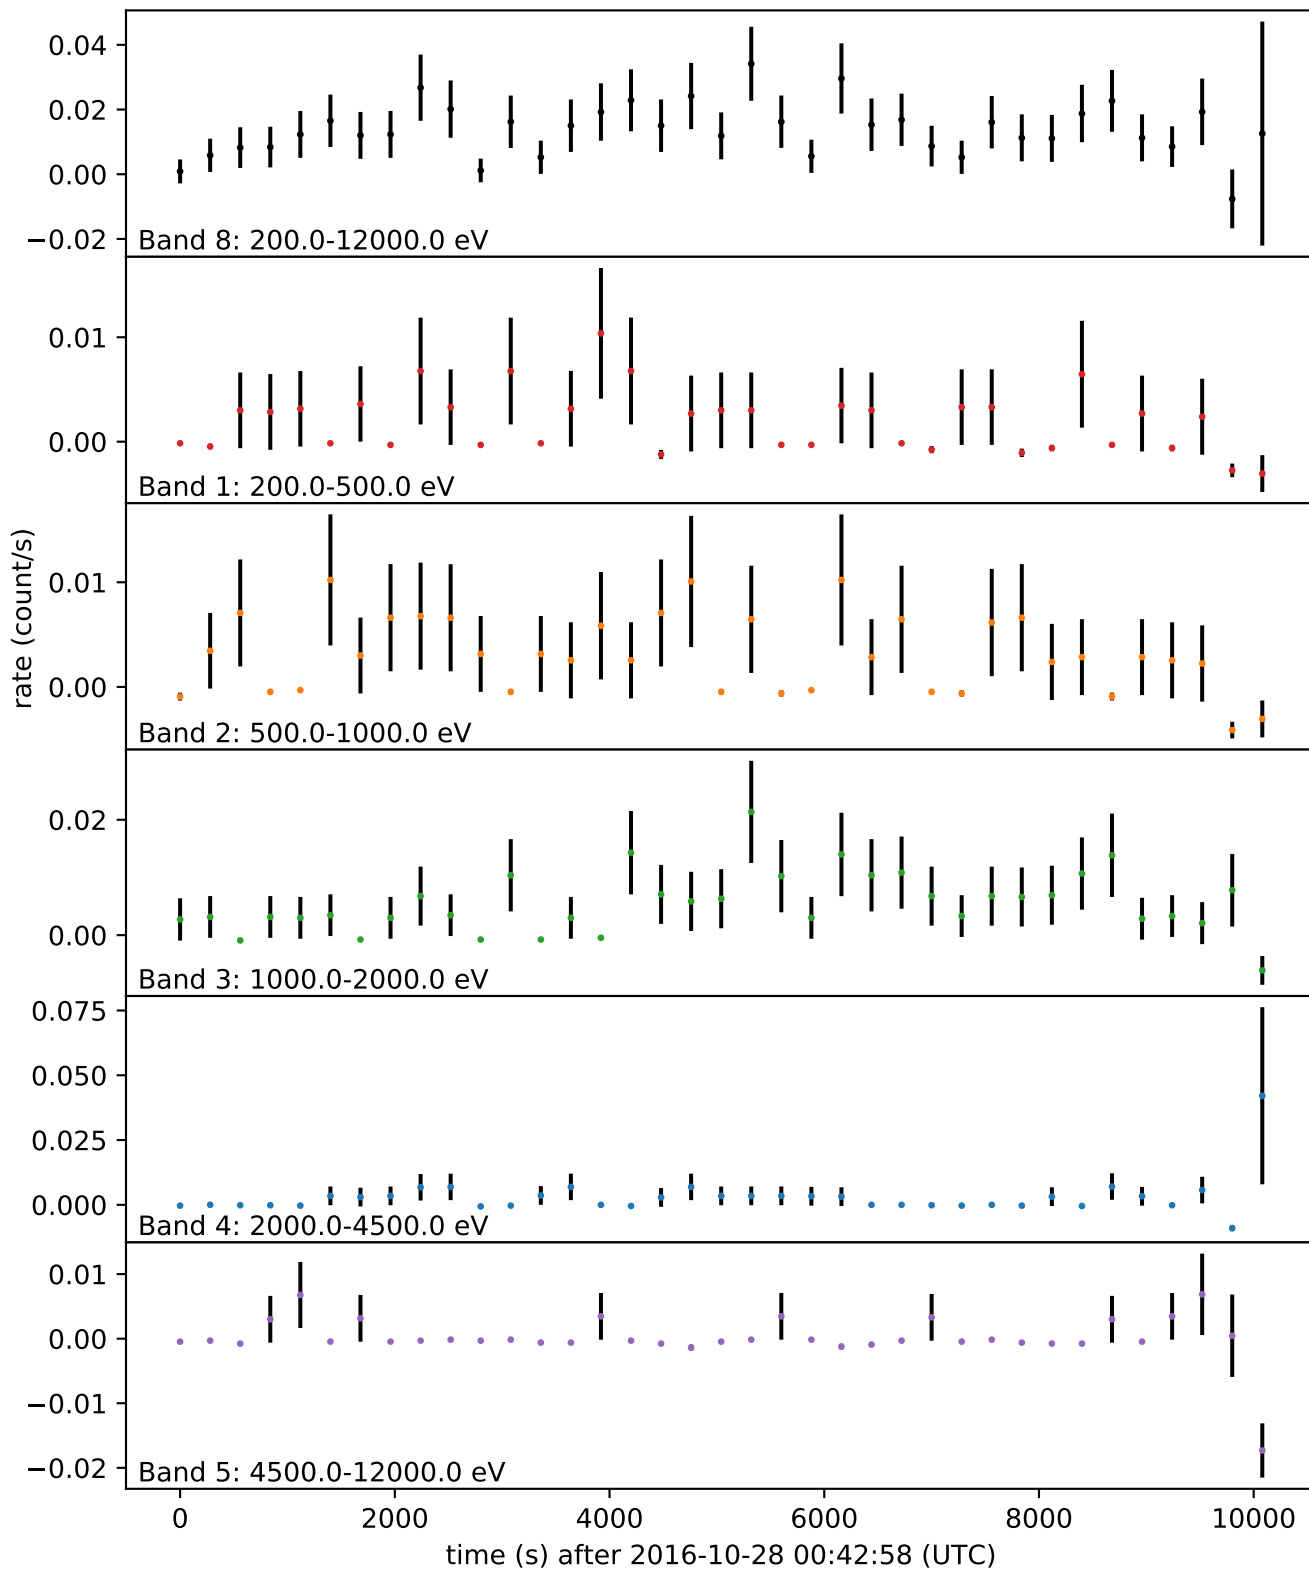 0.04
0.02
0.00
−0.02
Band 8: 200.0-12000.0 eV
0.01
0.00
Band 1: 200.0-500.0 eV
rate (count/s)
0.01
0.00
Band 2: 500.0-1000.0 eV
0.02
0.00
Band 3: 1000.0-2000.0 eV
0.075
0.050
0.025
0.000
Band 4: 2000.0-4500.0 eV
0.01
0.00
−0.01
−0.02
Band 5: 4500.0-12000.0 eV
0 2000 4000 6000 8000 10000
time (s) after 2016-10-28 00:42:58 (UTC)